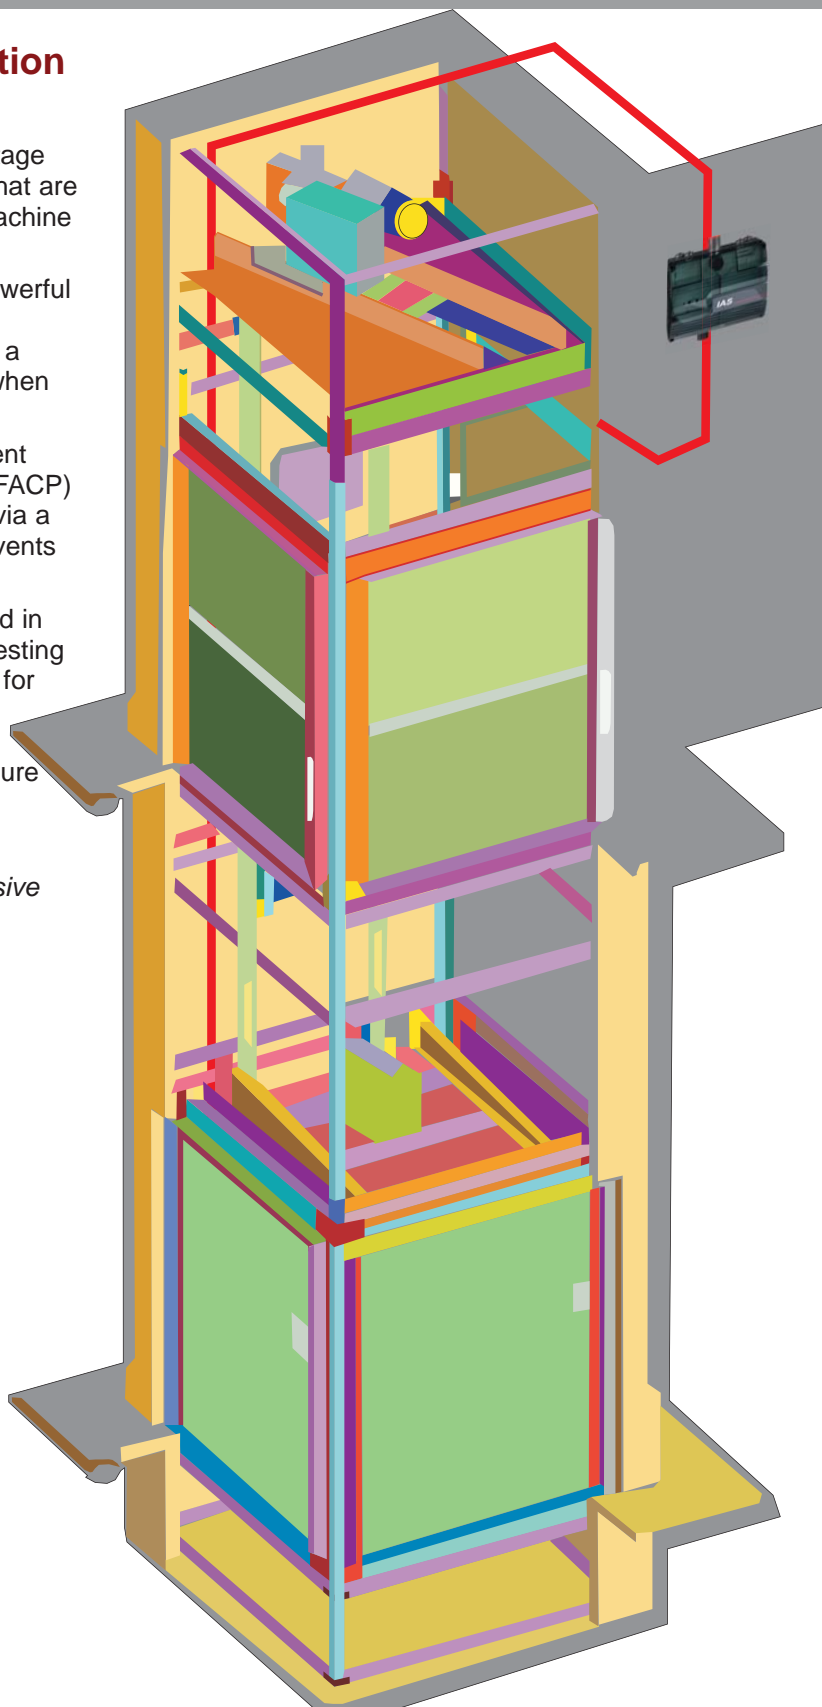 tion
age
hat are
achine
werful
a
when
ent
FACP)
via a
vents
d in
esting
for
ure
sive
IAS